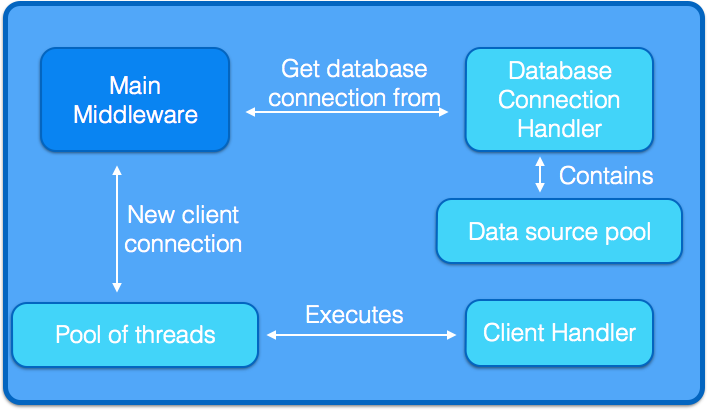 Main
Middleware
Get database
connection from
Database
Connection
Handler
Contains
Data source pool
New client
connection
Pool of threads
Executes
Client Handler